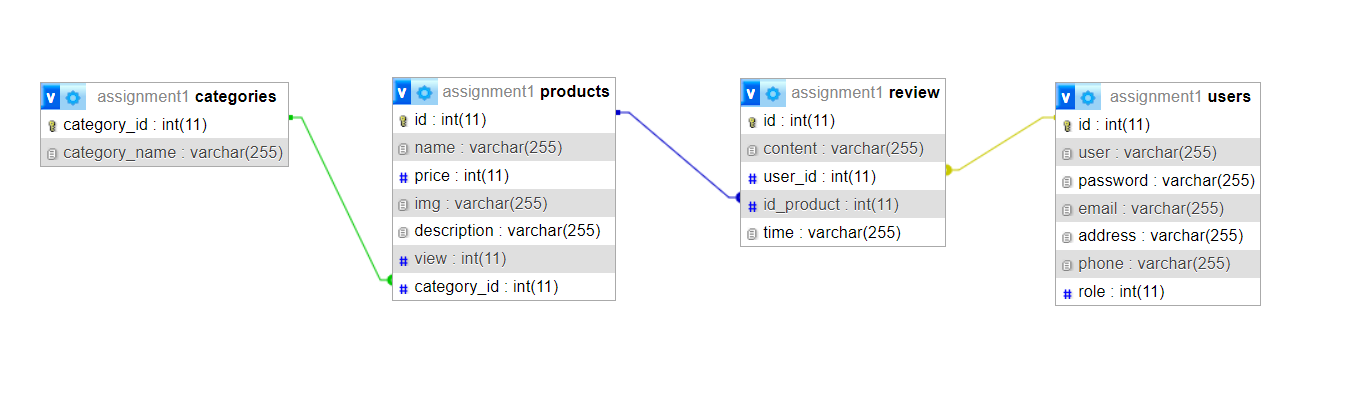 v assignment1 categories
category_id : int(11)
category_name : varchar(255)
v assignment1 products
id : int(11)
name : varchar(255)
# price : int(11)
img : varchar(255)
description : varchar(255)
# view : int(11)
# category_id : int(11)
v assignment1 review
id : int(11)
content : varchar(255)
# user_id : int(11)
# id_product : int(11)
time : varchar(255)
v assignment1 users
id : int(11)
user : varchar(255)
password : varchar(255)
email : varchar(255)
address : varchar(255)
phone : varchar(255)
# role : int(11)